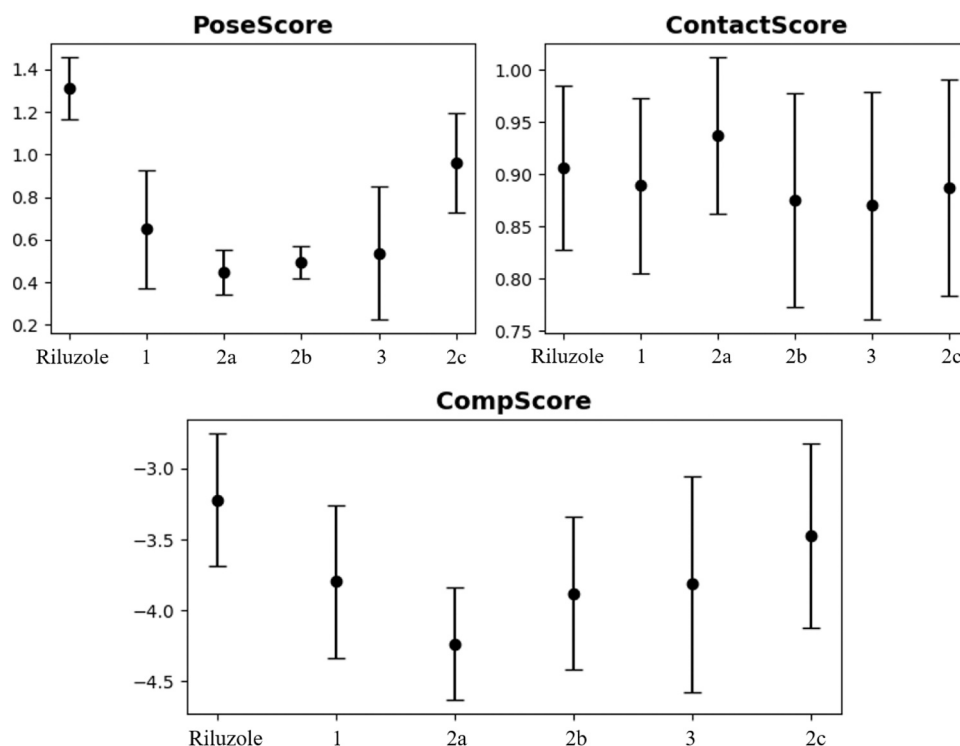 PoseScore
1.4
1.2
1.0
0.8
0.6
0.4
0.2
Riluzole 1 2a 2b 3 2c
ContactScore
1.00
0.95
0.90
0.85
0.80
0.75
Riluzole 1 2a 2b 3 2c
CompScore
−3.0
−3.5
−4.0
−4.5
Riluzole 1 2a 2b 3 2c